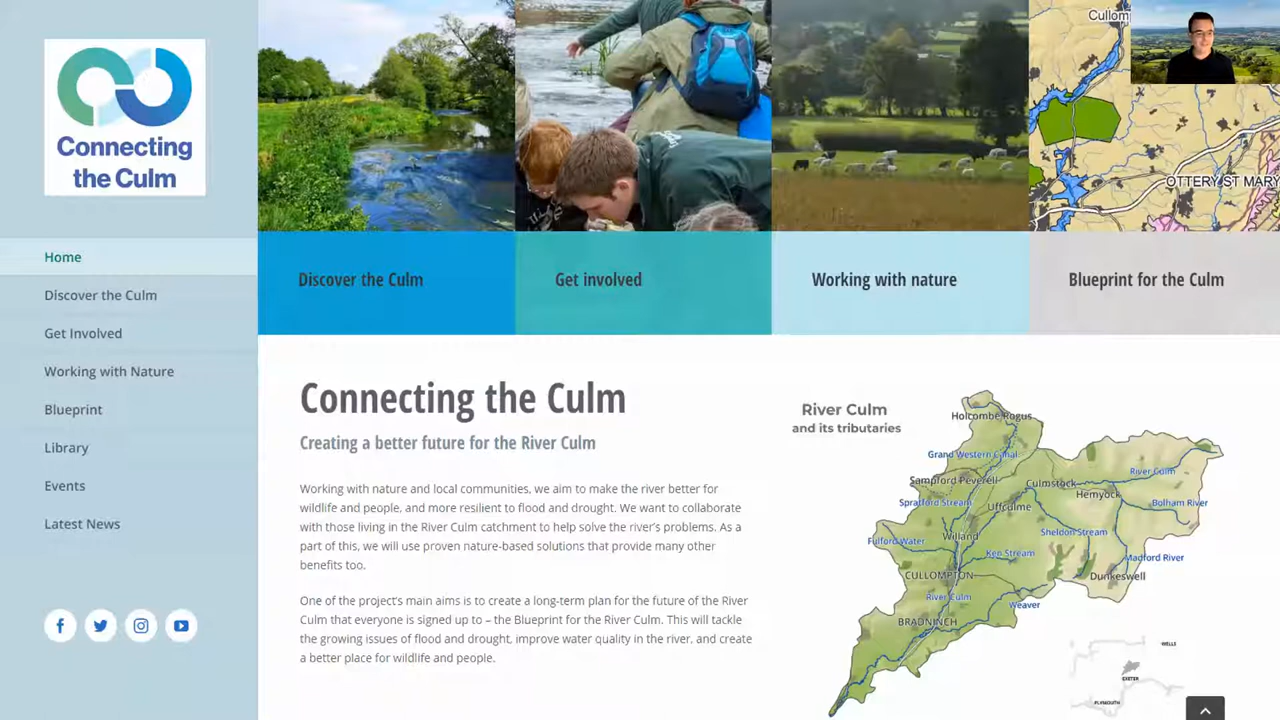 Connecting
the Culm
Home
Discover the Culm
Get Involved
Working with Nature
Blueprint
Library
Events
Latest News
Cullom
OTTERY ST MARY
Discover the Culm
Get involved
Working with nature
Blueprint for the Culm
Connecting the Culm
Creating a better future for the River Culm
Working with nature and local communities, we aim to make the river better for
wildlife and people, and more resilient to flood and drought. We want to collaborate
with those living in the River Culm catchment to help solve the river's problems. As a
part of this, we will use proven nature-based solutions that provide many other
benefits too.
One of the project's main aims is to create a long-term plan for the future of the River
Culm that everyone is signed up to – the Blueprint for the River Culm. This will tackle
the growing issues of flood and drought, improve water quality in the river, and create
a better place for wildlife and people.
River Culm
and its tributaries
Holcombe Rogus
Grand Western Canal
Sampford Peverell
Culmstock
River Culm
Hemyock
Spratford Stream
Uffculme
Bolham River
Fulford Water
Willand
Sheldon Stream
Ken Stream
Madford River
CULLOMPTON
Dunkeswell
River Culm
Weaver
BRADNINCH
WELLS
EXETER
PLYMOUTH